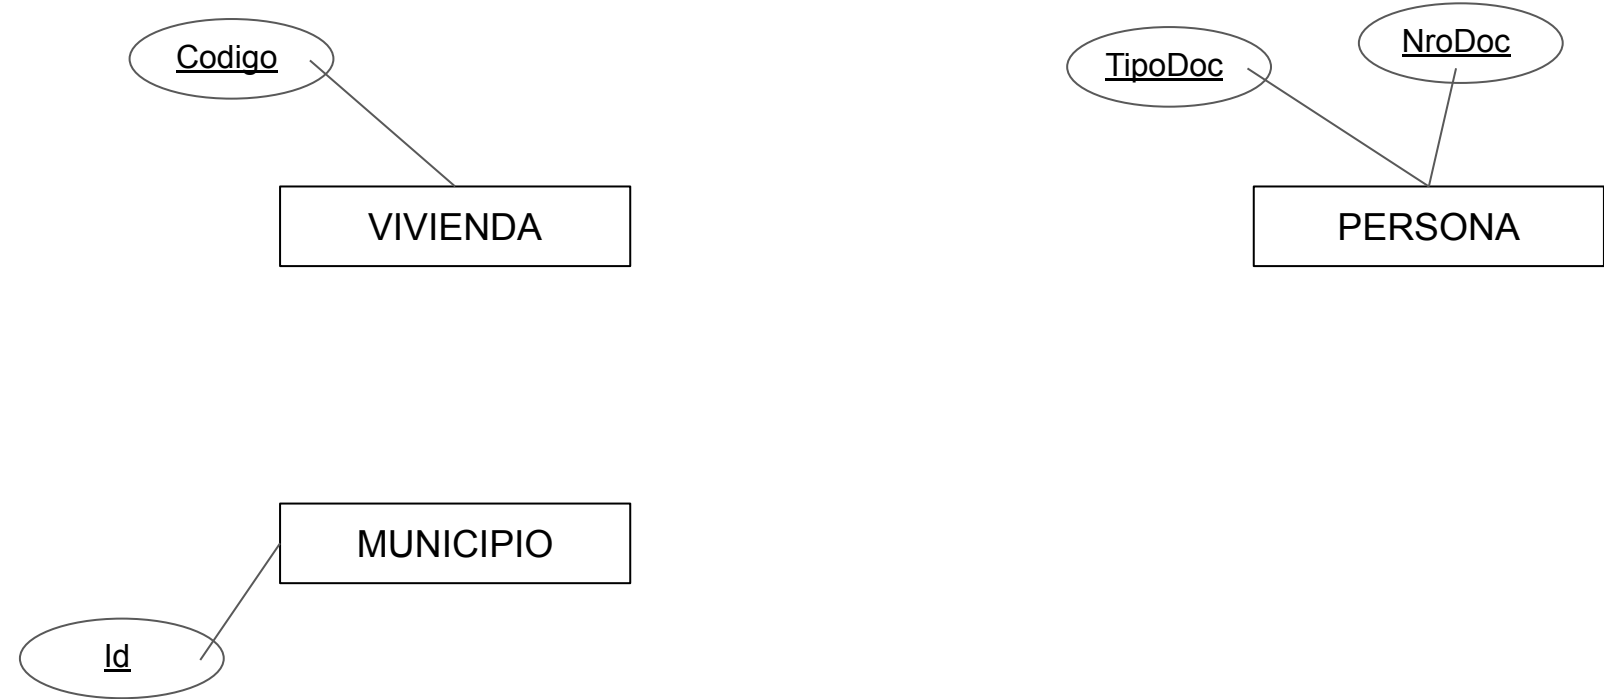 Codigo
TipoDoc
NroDoc
VIVIENDA
PERSONA
MUNICIPIO
Id